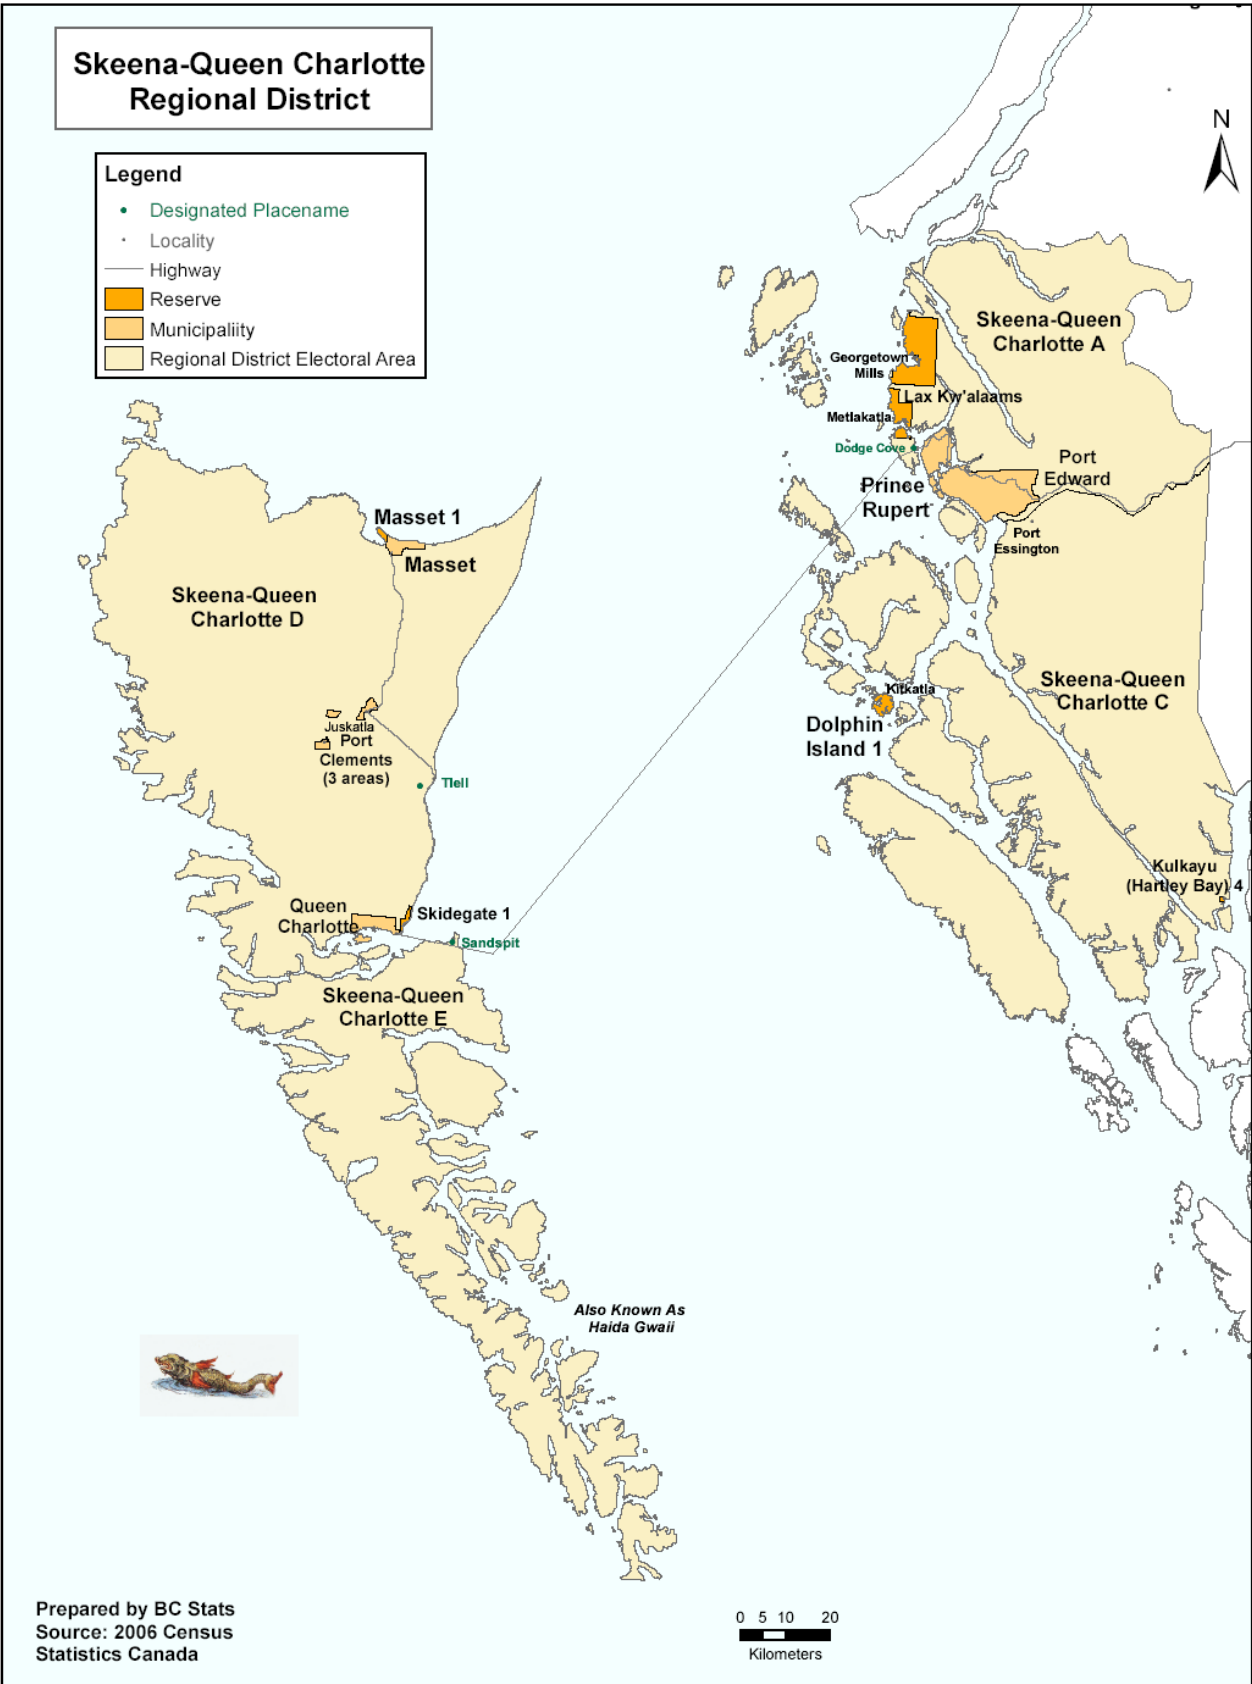 Skeena-Queen Charlotte
Regional District
Legend
Designated Placename
Locality
Highway
Reserve
Municipaliity
Regional District Electoral Area
N
Skeena-Queen
Charlotte A
Georgetown
Mills
Lax Kw'alaams
Metlakatla
Dodge Cove
Port
Edward
Prince
Rupert
Port
Essington
Masset 1
Masset
Skeena-Queen
Charlotte D
Skeena-Queen
Charlotte C
Kitkatla
Dolphin
Island 1
Juskatla
Port
Clements
(3 areas)
Tlell
Kulkayu
(Hartley Bay) 4
Queen
Charlotte
Skidegate 1
Sandspit
Skeena-Queen
Charlotte E
Also Known As
Haida Gwaii
Prepared by BC Stats
Source: 2006 Census
Statistics Canada
0 5 10 20
Kilometers